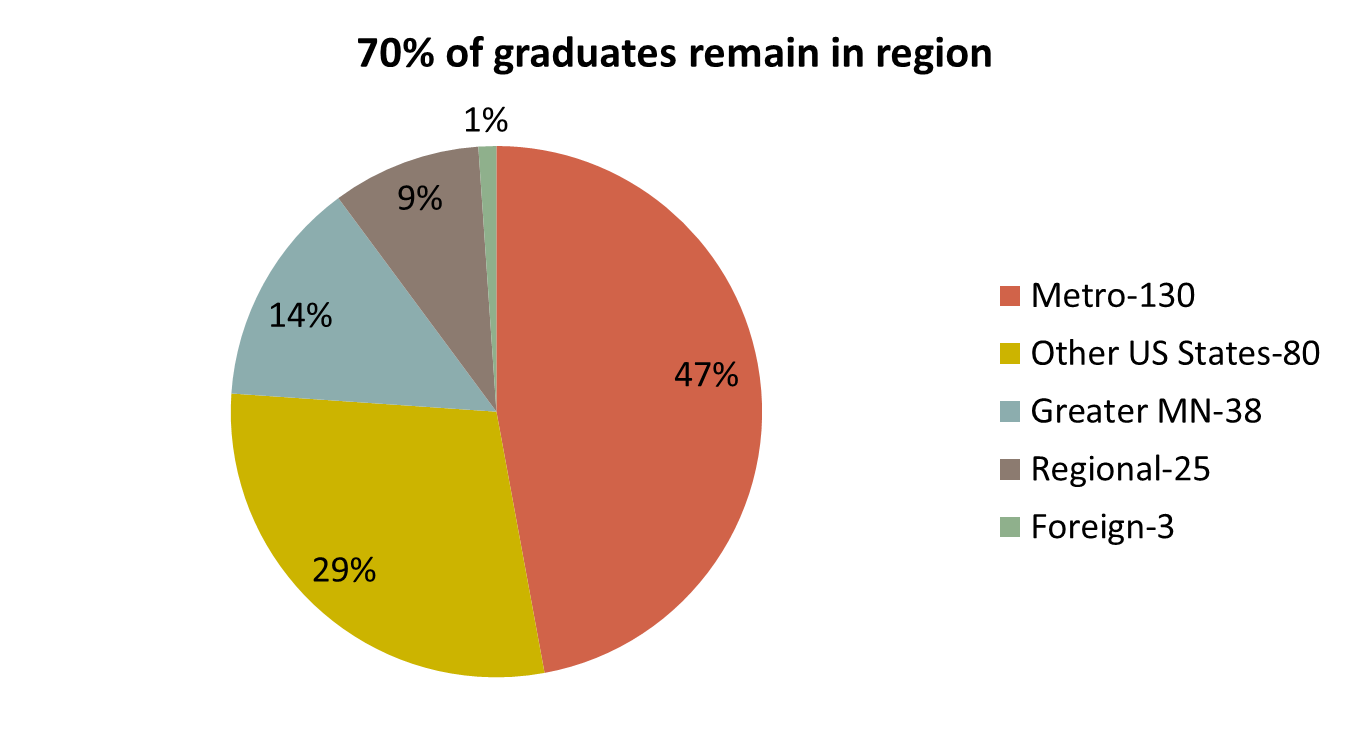 70% of graduates remain in region
1%
9%
14%
47%
29%
Metro-130
Other US States-80
Greater MN-38
Regional-25
Foreign-3